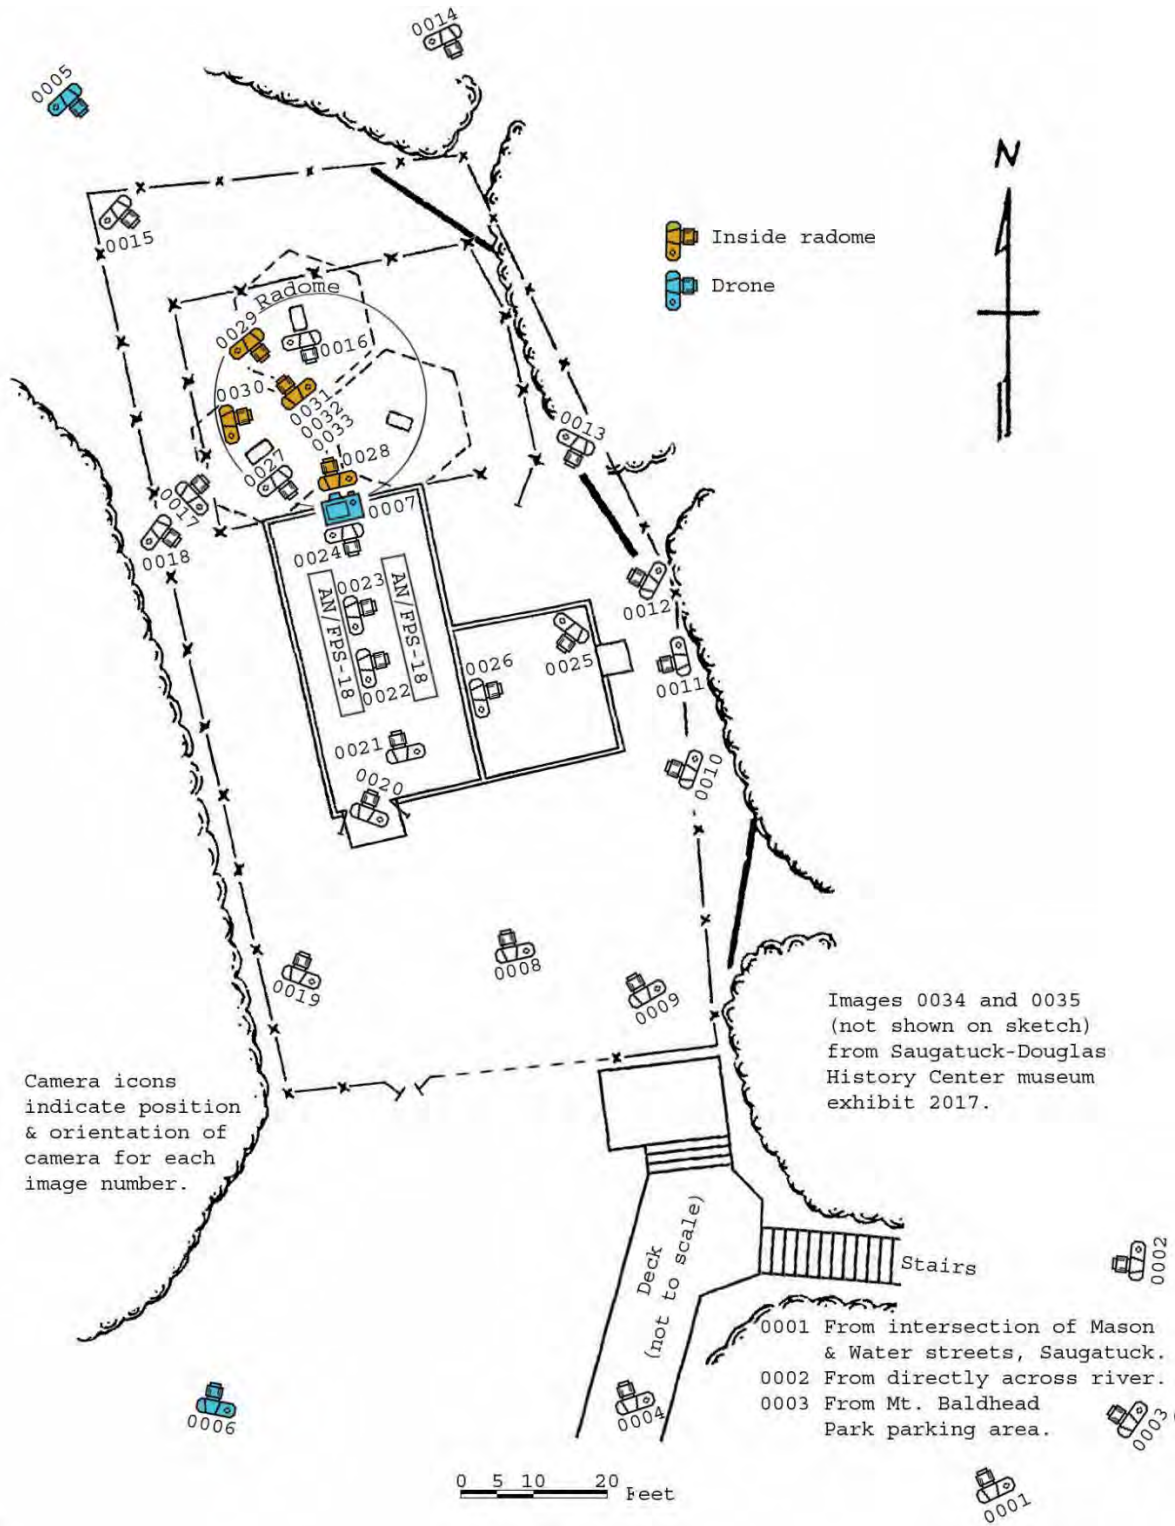 0014
0005
N
0015
Inside radome
Drone
Radome
0029
0016
0030
0031
0032
0033
0013
0027
0028
0017
0007
0018
0024
0023
AN/FPS-18
AN/FPS-18
0012
0025
0026
0011
0022
0021
0010
0020
0008
0019
0009
Images 0034 and 0035
(not shown on sketch)
from Saugatuck-Douglas
History Center museum
exhibit 2017.
Camera icons
indicate position
& orientation of
camera for each
image number.
Deck
(not to scale)
Stairs
0002
0001 From intersection of Mason
& Water streets, Saugatuck.
0002 From directly across river.
0003 From Mt. Baldhead
Park parking area.
0006
0004
0003
0001
0 5 10 20 Feet